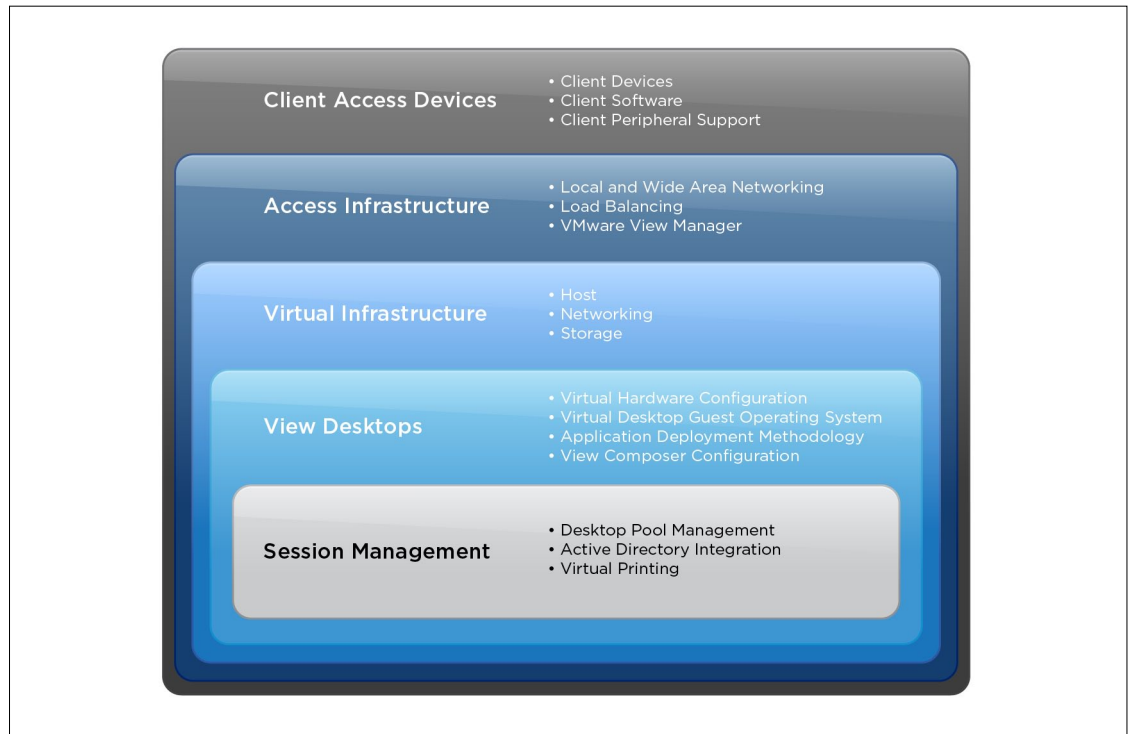 Client Access Devices
• Client Devices
• Client Software
• Client Peripheral Support
Access Infrastructure
• Local and Wide Area Networking
• Load Balancing
• VMware View Manager
Virtual Infrastructure
• Host
• Networking
• Storage
View Desktops
• Virtual Hardware Configuration
• Virtual Desktop Guest Operating System
• Application Deployment Methodology
• View Composer Configuration
Session Management
• Desktop Pool Management
• Active Directory Integration
• Virtual Printing